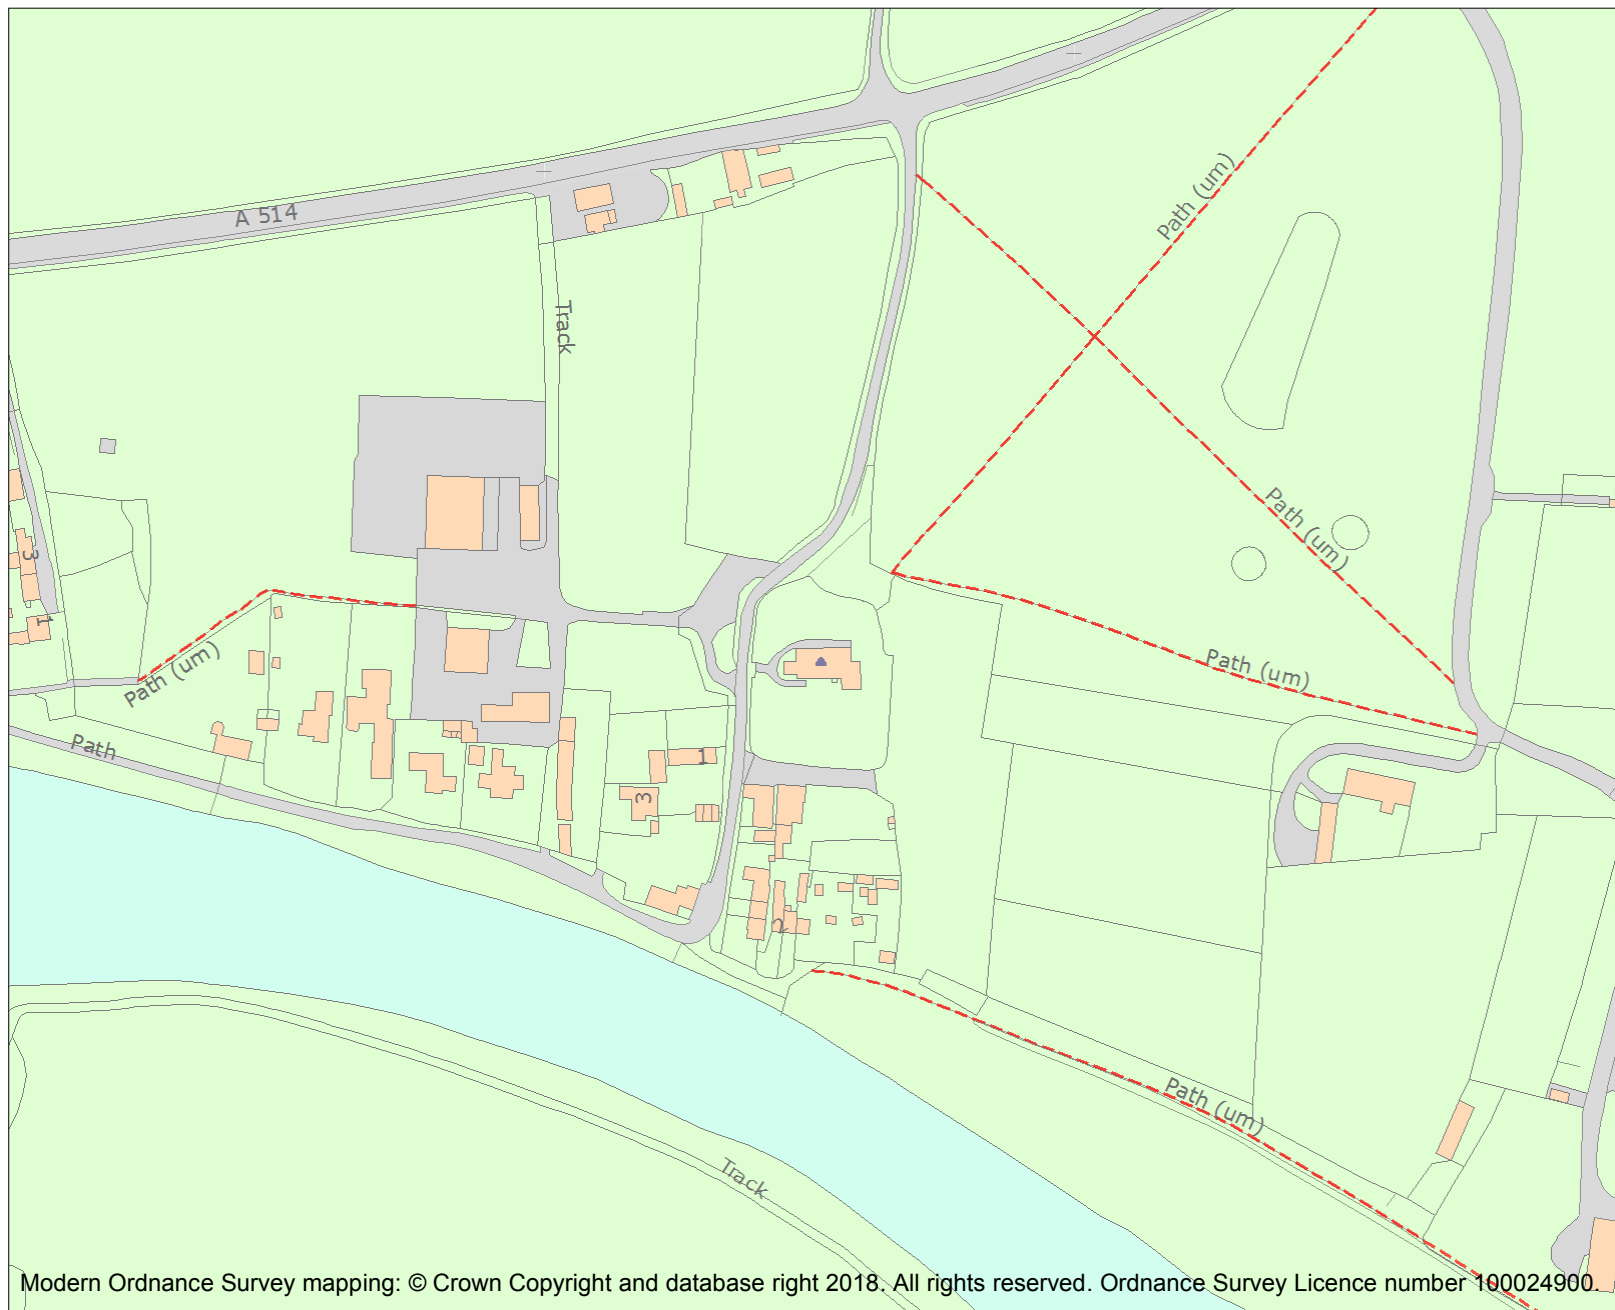 Path (um)
A 514
Track
Path (um)
3
1
Path (um)
Path (um)
Path
1
3
2
Path (um)
Track
Modern Ordnance Survey mapping: © Crown Copyright and database right 2018. All rights reserved. Ordnance Survey Licence number 100024900.